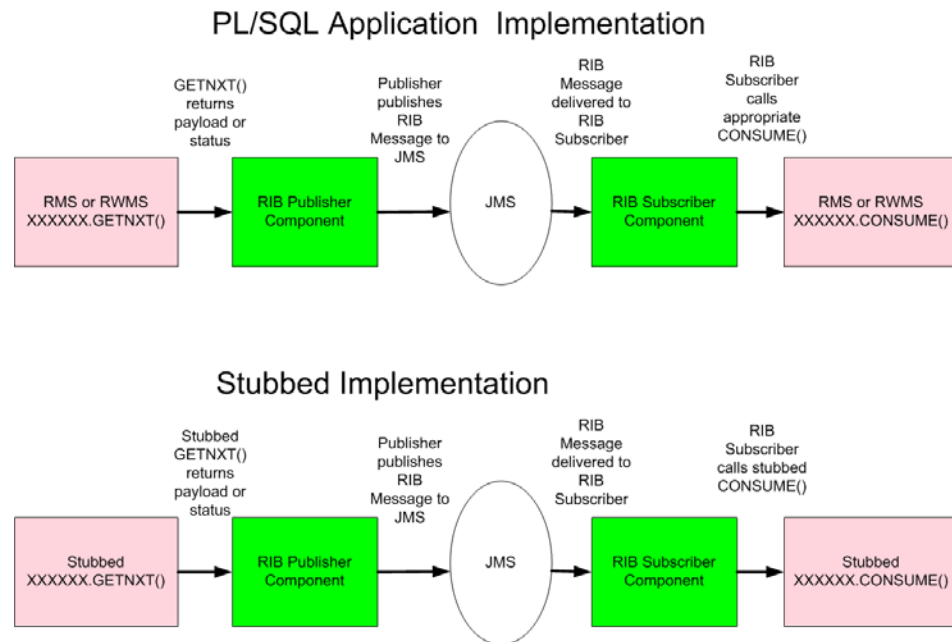 PL/SQL Application Implementation
GETNXT()
returns
payload or
status
Publisher
publishes
RIB
Message to
JMS
RIB
Message
delivered to
RIB
Subscriber
RIB
Subscriber
calls
appropriate
CONSUME()
RMS or RWMS
XXXXXX.GETNXT()
RIB Publisher
Component
JMS
RIB Subscriber
Component
RMS or RWMS
XXXXXX.CONSUME()
Stubbed Implementation
Stubbed
GETNXT()
returns
payload or
status
Publisher
publishes
RIB
Message to
JMS
RIB
Message
delivered to
RIB
Subscriber
RIB
Subscriber
calls stubbed
CONSUME()
Stubbed
XXXXXX.GETNXT()
RIB Publisher
Component
JMS
RIB Subscriber
Component
Stubbed
XXXXXX.CONSUME()